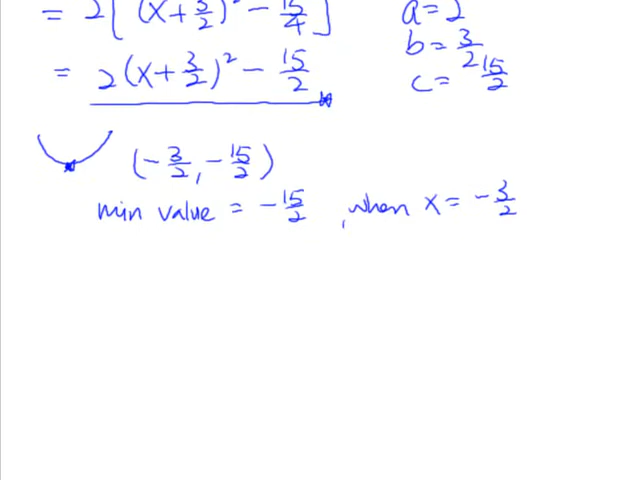 = 2[(x+3/2)² - 15/4]
= 2(x+3/2)² - 15/2
a=2
b=3/2
c=15/2
(-3/2, -15/2)
min value = -15/2 , when x = -3/2